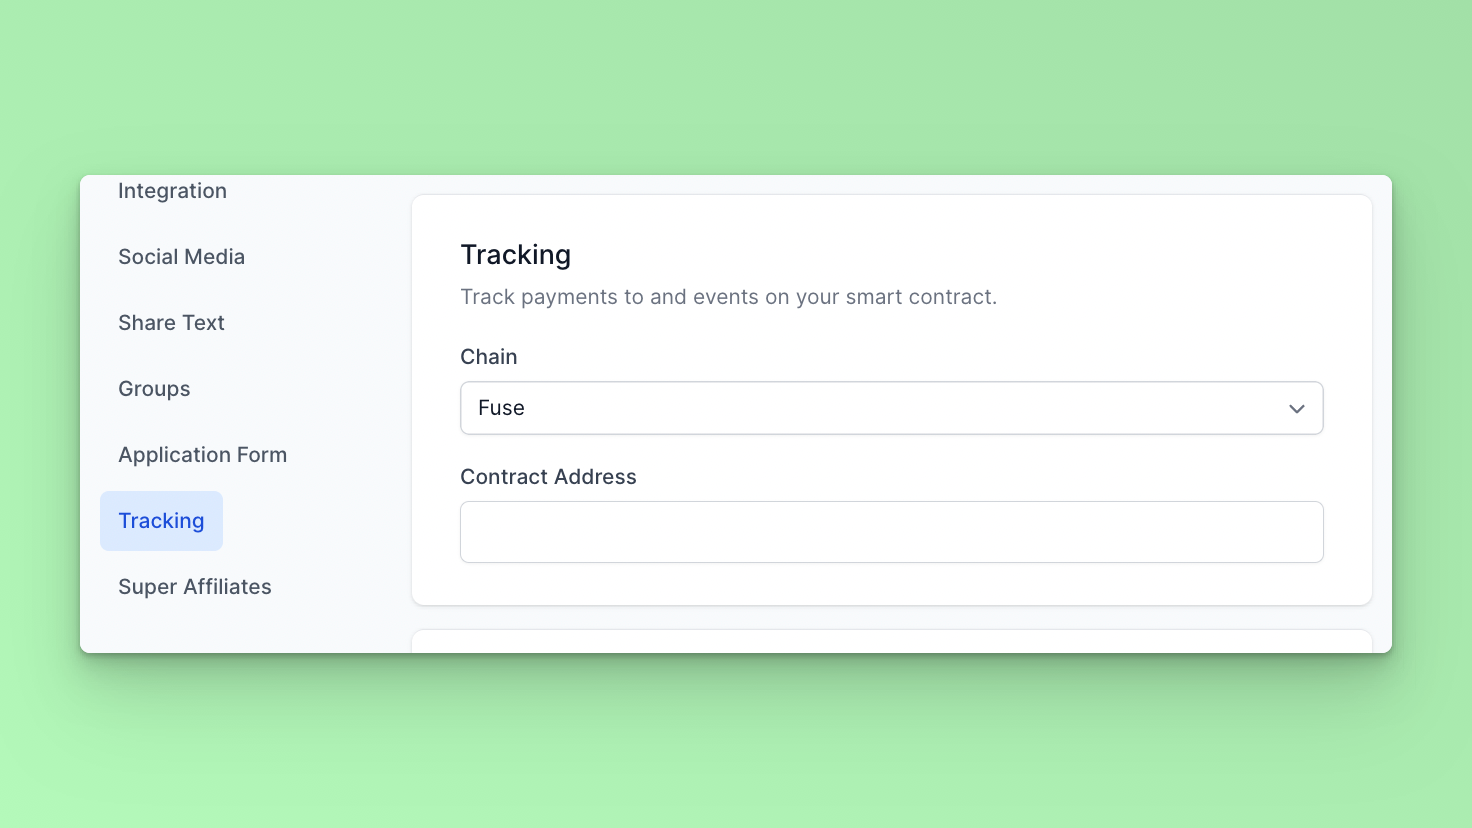 Integration
Social Media
Share Text
Groups
Application Form
Tracking
Super Affiliates
Tracking
Track payments to and events on your smart contract.
Chain
Fuse
Contract Address